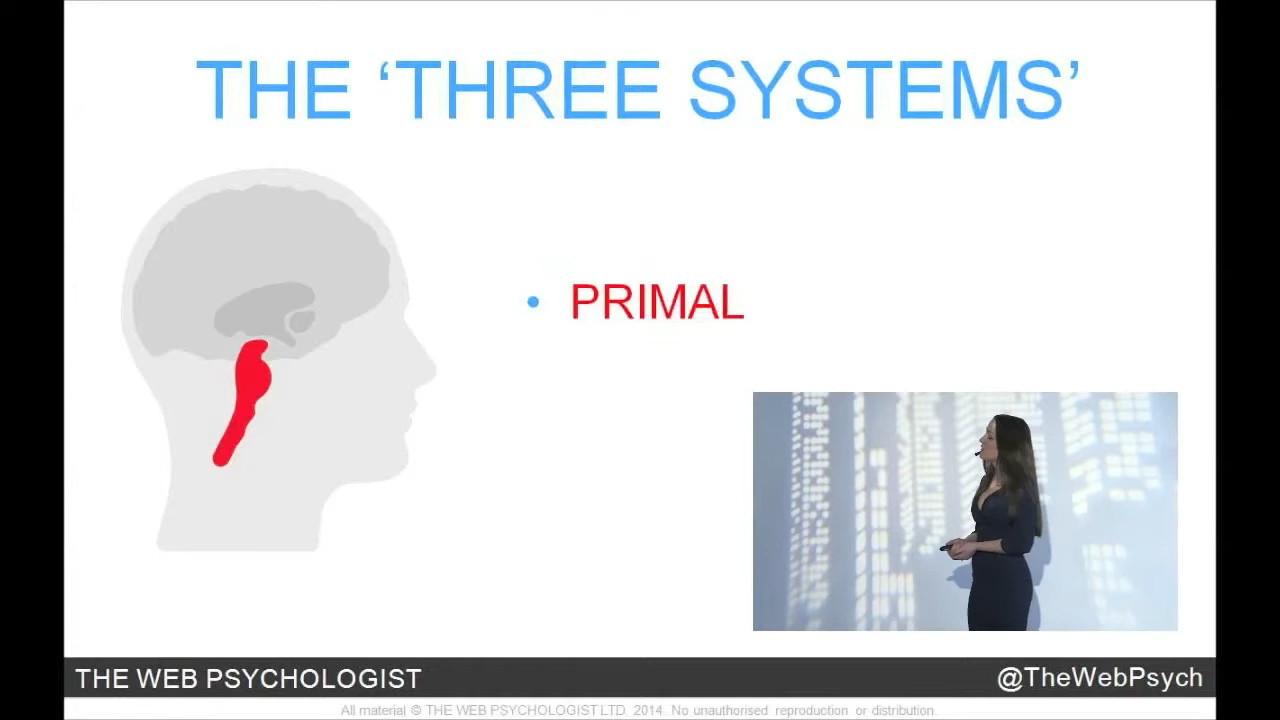 THE ‘THREE SYSTEMS’
• PRIMAL
THE WEB PSYCHOLOGIST
@TheWebPsych
All material © THE WEB PSYCHOLOGIST LTD. 2014. No unauthorised reproduction or distribution.